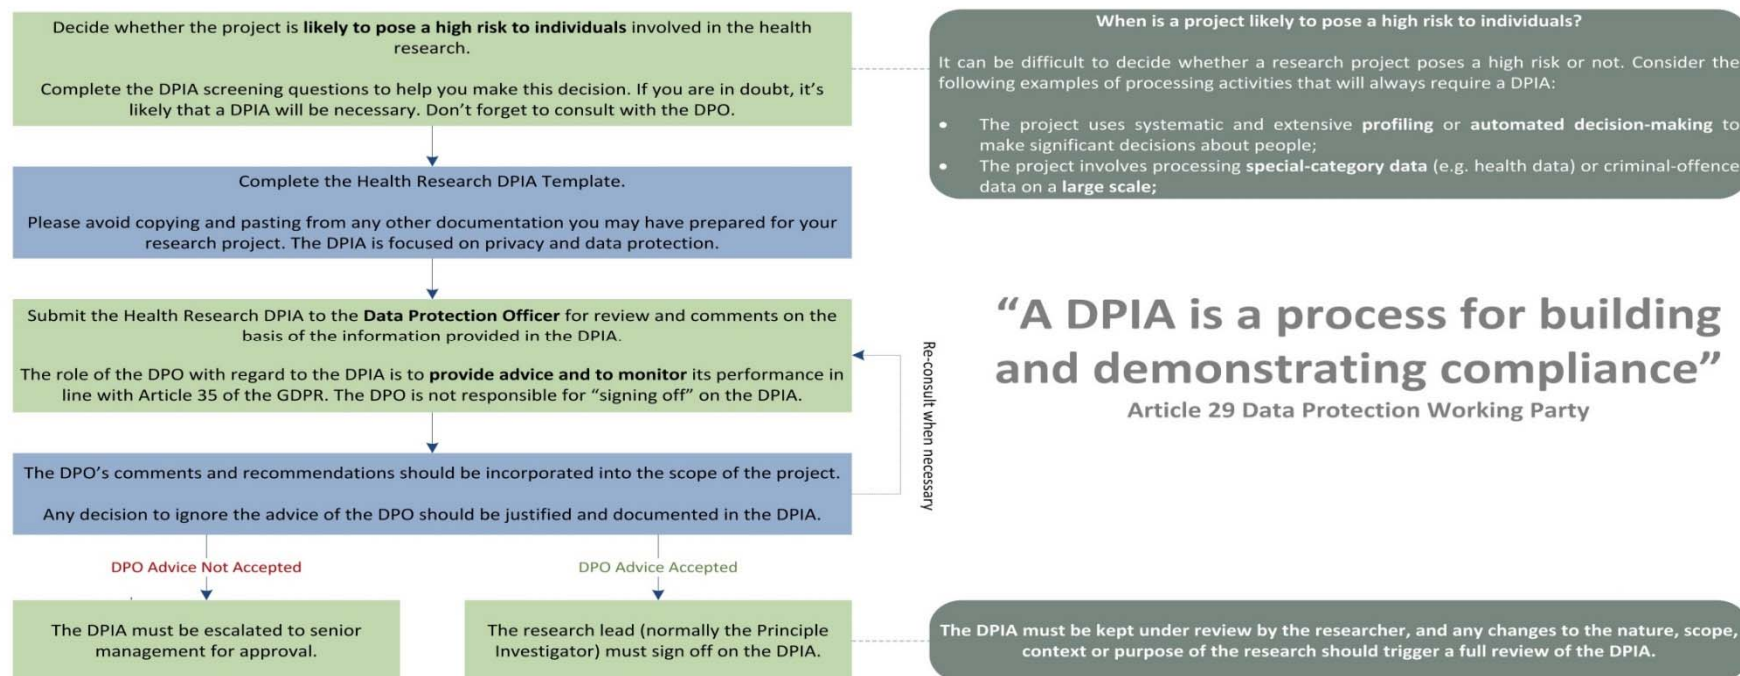 Decide whether the project is likely to pose a high risk to individuals involved in the health
research.
Complete the DPIA screening questions to help you make this decision. If you are in doubt, it's
likely that a DPIA will be necessary. Don't forget to consult with the DPO.
When is a project likely to pose a high risk to individuals?
It can be difficult to decide whether a research project poses a high risk or not. Consider the
following examples of processing activities that will always require a DPIA:
• The project uses systematic and extensive profiling or automated decision-making to
make significant decisions about people;
• The project involves processing special-category data (e.g. health data) or criminal-offence
data on a large scale;
Complete the Health Research DPIA Template.
Please avoid copying and pasting from any other documentation you may have prepared for your
research project. The DPIA is focused on privacy and data protection.
Submit the Health Research DPIA to the Data Protection Officer for review and comments on the
basis of the information provided in the DPIA.
The role of the DPO with regard to the DPIA is to provide advice and to monitor its performance in
line with Article 35 of the GDPR. The DPO is not responsible for “signing off” on the DPIA.
Re-consult when necessary
“A DPIA is a process for building
and demonstrating compliance”
Article 29 Data Protection Working Party
The DPO's comments and recommendations should be incorporated into the scope of the project.
Any decision to ignore the advice of the DPO should be justified and documented in the DPIA.
DPO Advice Not Accepted
DPO Advice Accepted
The DPIA must be escalated to senior
management for approval.
The research lead (normally the Principle
Investigator) must sign off on the DPIA.
The DPIA must be kept under review by the researcher, and any changes to the nature, scope,
context or purpose of the research should trigger a full review of the DPIA.